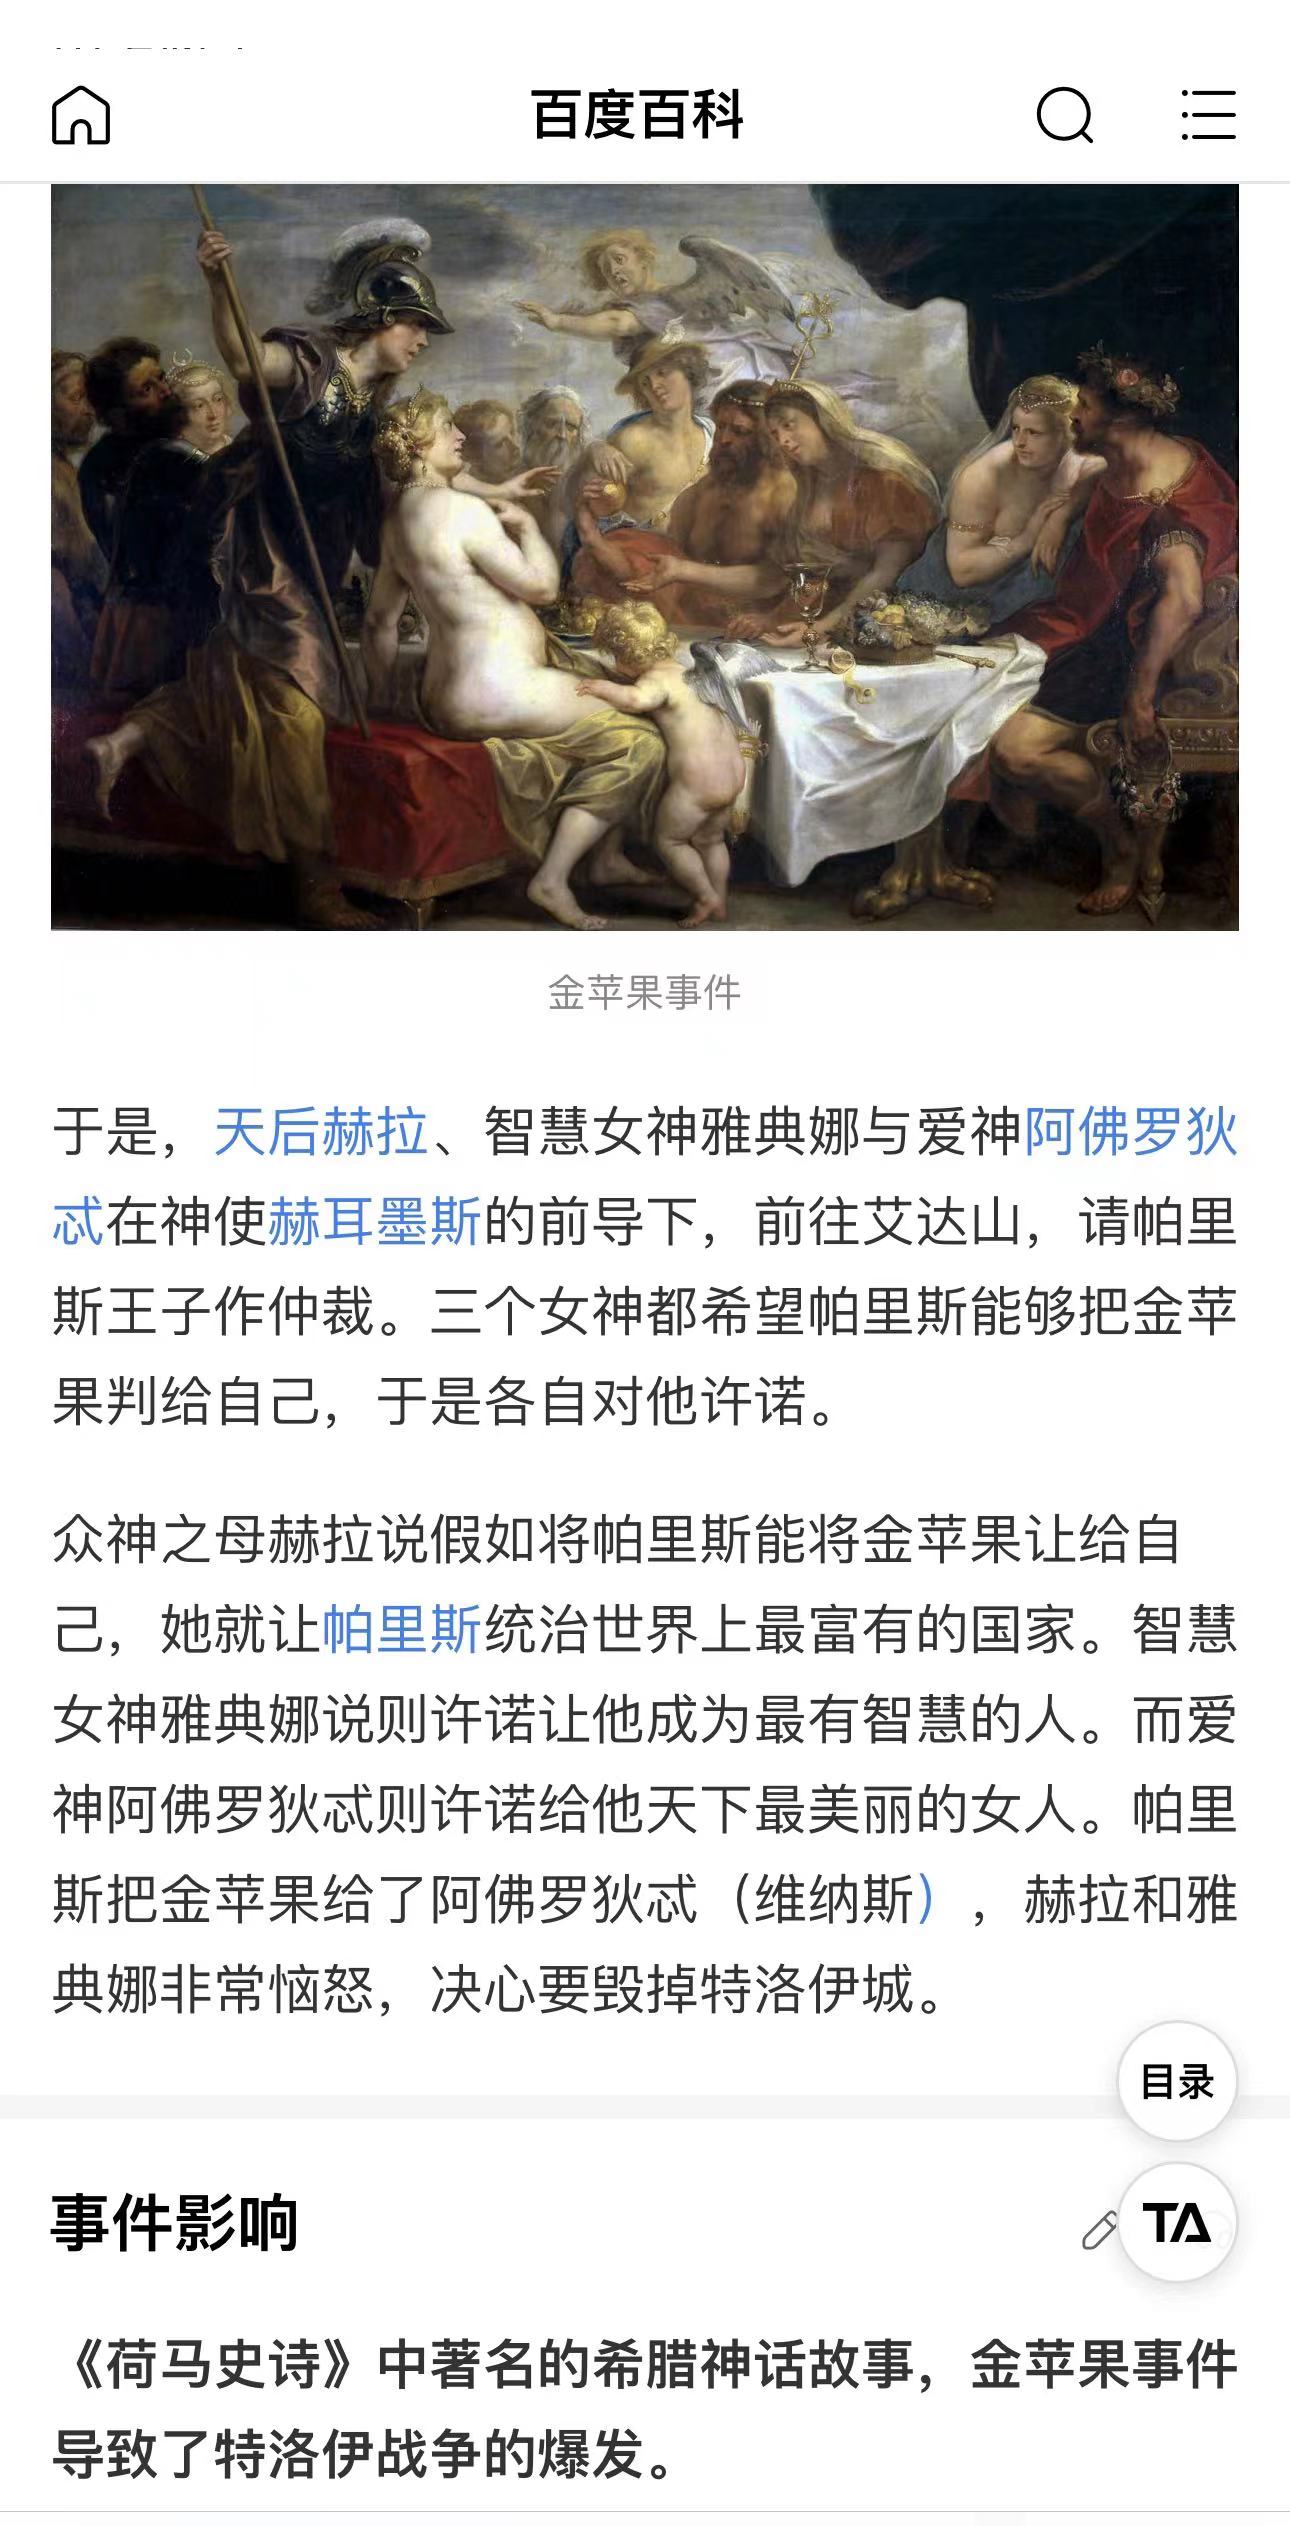 百度百科
金苹果事件
于是，天后赫拉、智慧女神雅典娜与爱神阿佛罗狄
忒在神使赫耳墨斯的前导下，前往艾达山，请帕里
斯王子作仲裁。三个女神都希望帕里斯能够把金苹
果判给自己，于是各自对他许诺。
众神之母赫拉说假如将帕里斯能将金苹果让给自
己，她就让帕里斯统治世界上最富有的国家。智慧
女神雅典娜说则许诺让他成为最有智慧的人。而爱
神阿佛罗狄忒则许诺给他天下最美丽的女人。帕里
斯把金苹果给了阿佛罗狄忒（维纳斯），赫拉和雅
典娜非常恼怒，决心要毁掉特洛伊城。
目录
事件影响
TA
《荷马史诗》中著名的希腊神话故事，金苹果事件
导致了特洛伊战争的爆发。